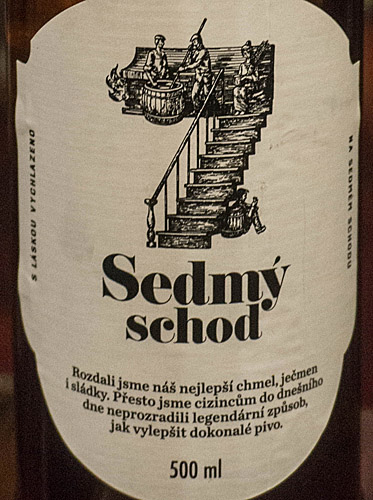 S LÁSKOU VYCHLAZENO
NA SEDMÉM SCHODU
Sedmý
schod
Rozdali jsme náš nejlepší chmel, ječmen
i sládky. Přesto jsme cizincům do dnešního
dne neprozradili legendární způsob,
jak vylepšit dokonalé pivo.
500 ml